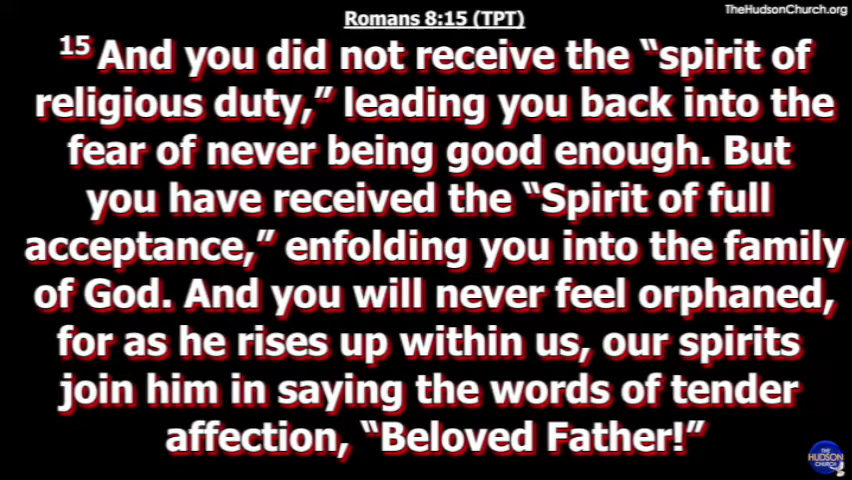 TheHudsonChurch.org
Romans 8:15 (TPT)
15 And you did not receive the “spirit of
religious duty,” leading you back into the
fear of never being good enough. But
you have received the “Spirit of full
acceptance,” enfolding you into the family
of God. And you will never feel orphaned,
for as he rises up within us, our spirits
join him in saying the words of tender
affection, “Beloved Father!”
THE
HUDSON
CHURCH